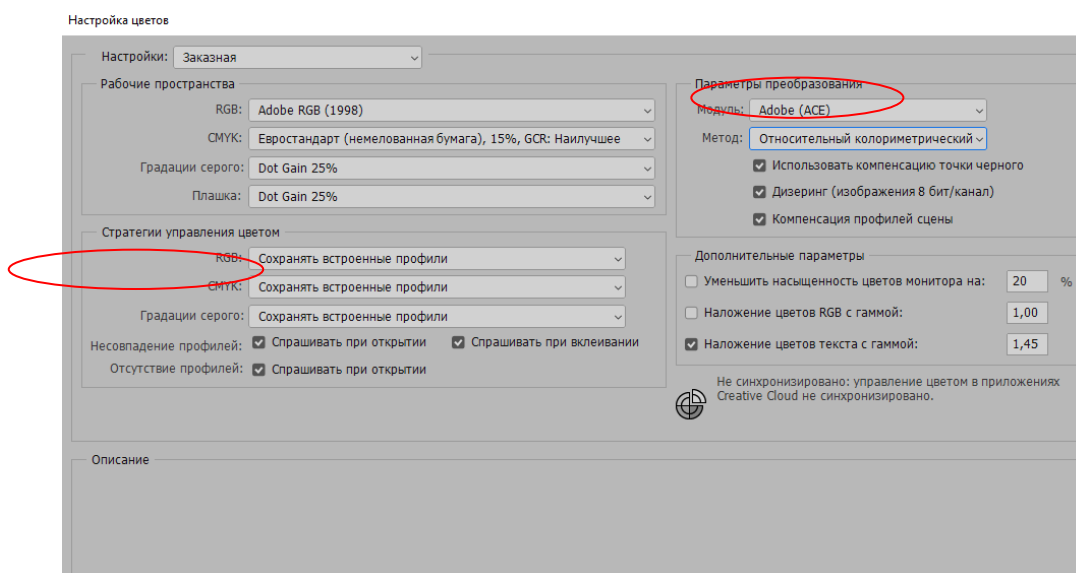 Настройка цветов
Настройки: Заказная
Рабочие пространства
RGB: Adobe RGB (1998)
CMYK: Евростандарт (немелованная бумага), 15%, GCR: Наилучшее
Градации серого: Dot Gain 25%
Плашка: Dot Gain 25%
Стратегии управления цветом
RGB: Сохранять встроенные профили
CMYK: Сохранять встроенные профили
Градации серого: Сохранять встроенные профили
Несовпадение профилей: Спрашивать при открытии Спрашивать при вклеивании
Отсутствие профилей: Спрашивать при открытии
Параметры преобразования
Модуль: Adobe (ACE)
Метод: Относительный колориметрический
Использовать компенсацию точки черного
Дизеринг (изображения 8 бит/канал)
Компенсация профилей сцены
Дополнительные параметры
Уменьшить насыщенность цветов монитора на: 20 %
Наложение цветов RGB с гаммой: 1,00
Наложение цветов текста с гаммой: 1,45
Не синхронизировано: управление цветом в приложениях
Creative Cloud не синхронизировано.
Описание